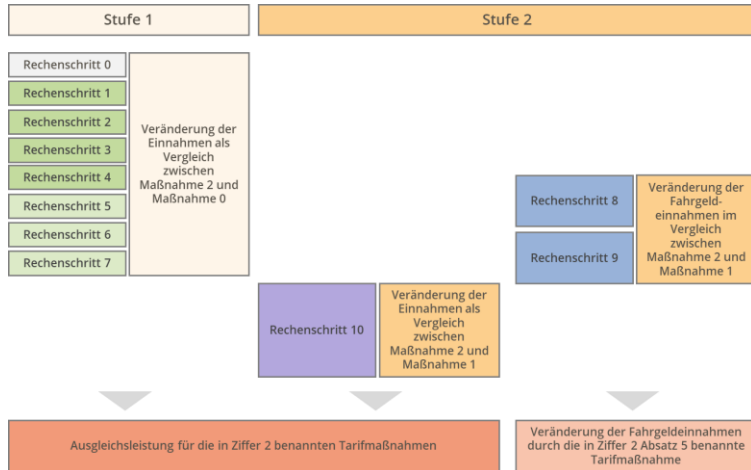 Stufe 1
Stufe 2
Rechenschritt 0
Rechenschritt 1
Rechenschritt 2
Rechenschritt 3
Rechenschritt 4
Rechenschritt 5
Rechenschritt 6
Rechenschritt 7
Veränderung der
Einnahmen als
Vergleich
zwischen
Maßnahme 2 und
Maßnahme 0
Rechenschritt 8
Rechenschritt 9
Veränderung der
Fahrgeld-
einnahmen im
Vergleich
zwischen
Maßnahme 2 und
Maßnahme 1
Rechenschritt 10
Veränderung der
Einnahmen als
Vergleich
zwischen
Maßnahme 2 und
Maßnahme 1
Ausgleichsleistung für die in Ziffer 2 benannten Tarifmaßnahmen
Veränderung der Fahrgeldeinnahmen
durch die in Ziffer 2 Absatz 5 benannte
Tarifmaßnahme